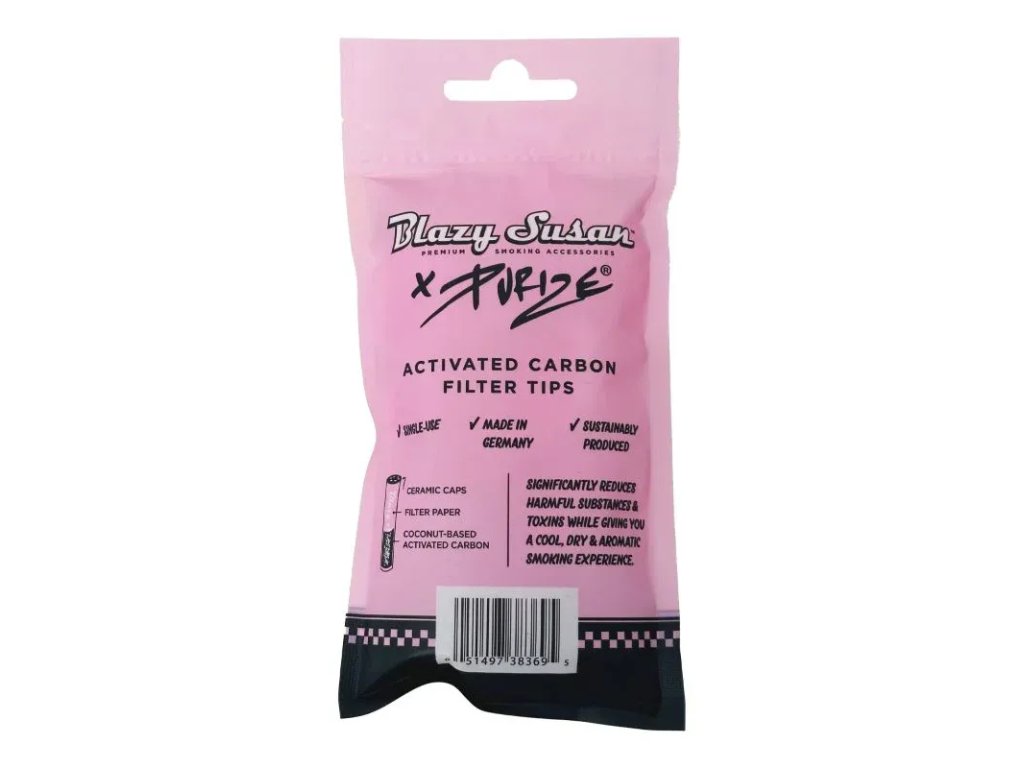 Blazy Susan™
PREMIUM SMOKING ACCESSORIES
X PURIZE®
ACTIVATED CARBON
FILTER TIPS
✓ SINGLE-USE
✓ MADE IN
GERMANY
✓ SUSTAINABLY
PRODUCED
CERAMIC CAPS
FILTER PAPER
COCONUT-BASED
ACTIVATED CARBON
SIGNIFICANTLY REDUCES
HARMFUL SUBSTANCES &
TOXINS WHILE GIVING YOU
A COOL, DRY & AROMATIC
SMOKING EXPERIENCE.
51497 38369 5